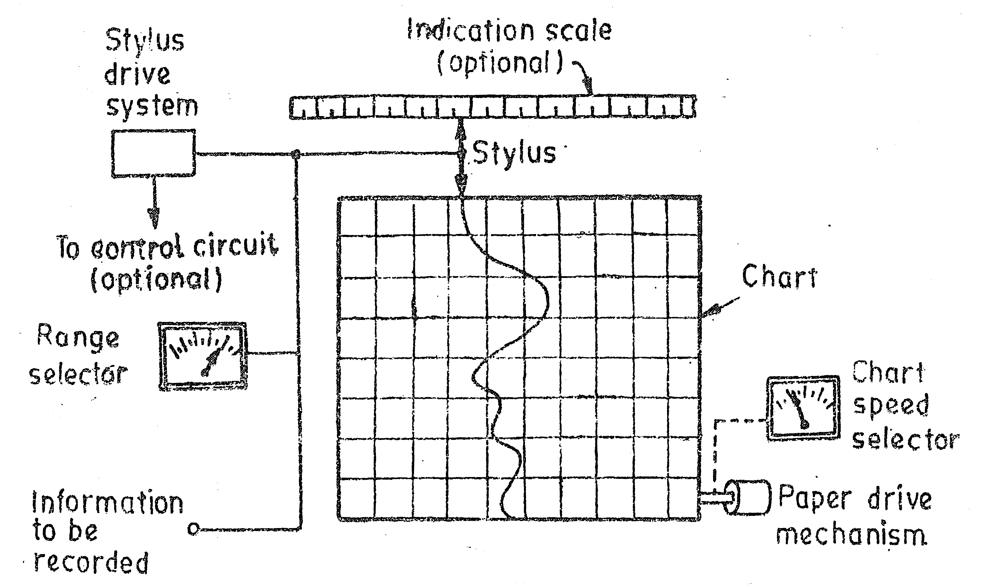 Stylus
drive
system
Indication scale
(optional)
Stylus
To control circuit
(optional)
Chart
Range
selector
Chart
speed
selector
Information
to be
recorded
Paper drive
mechanism